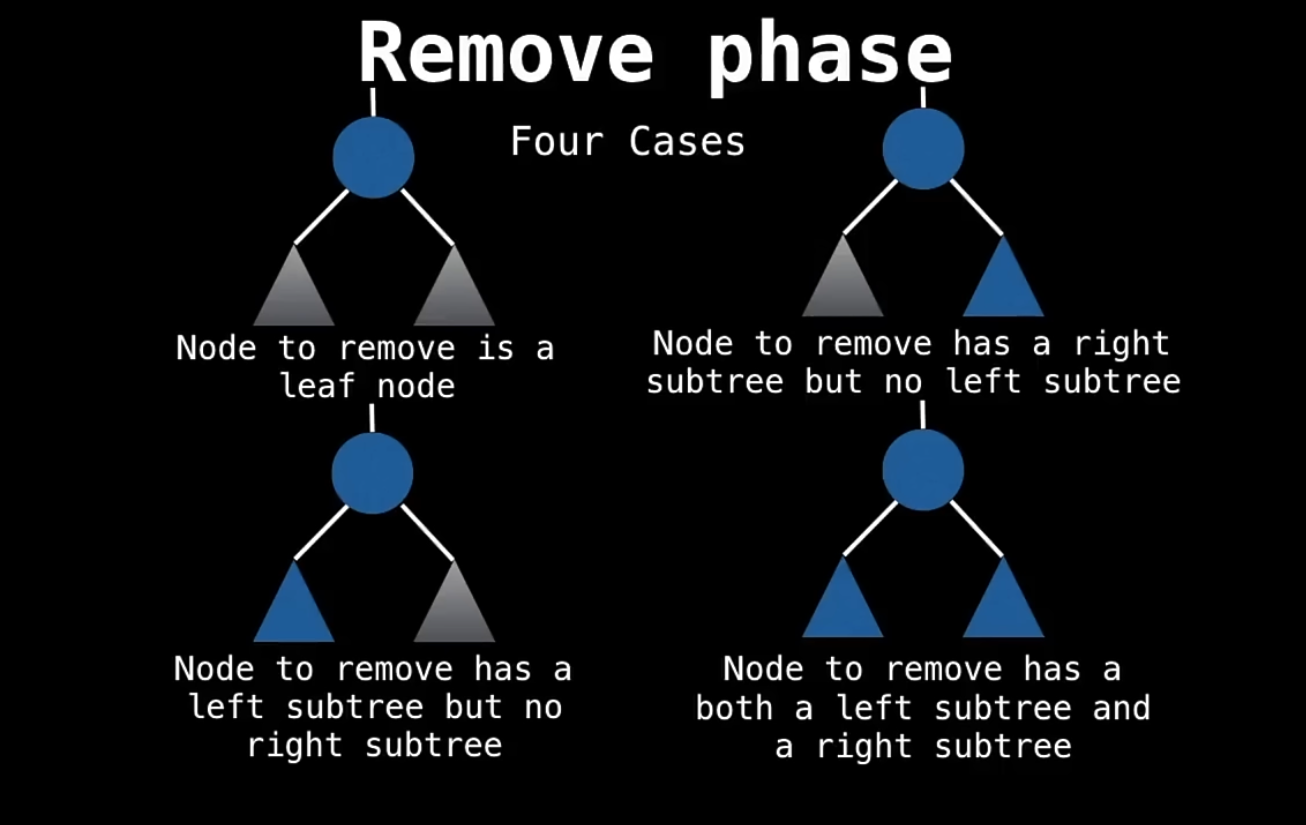 Remove phase
Four Cases
Node to remove is a
leaf node
Node to remove has a right
subtree but no left subtree
Node to remove has a
left subtree but no
right subtree
Node to remove has a
both a left subtree and
a right subtree